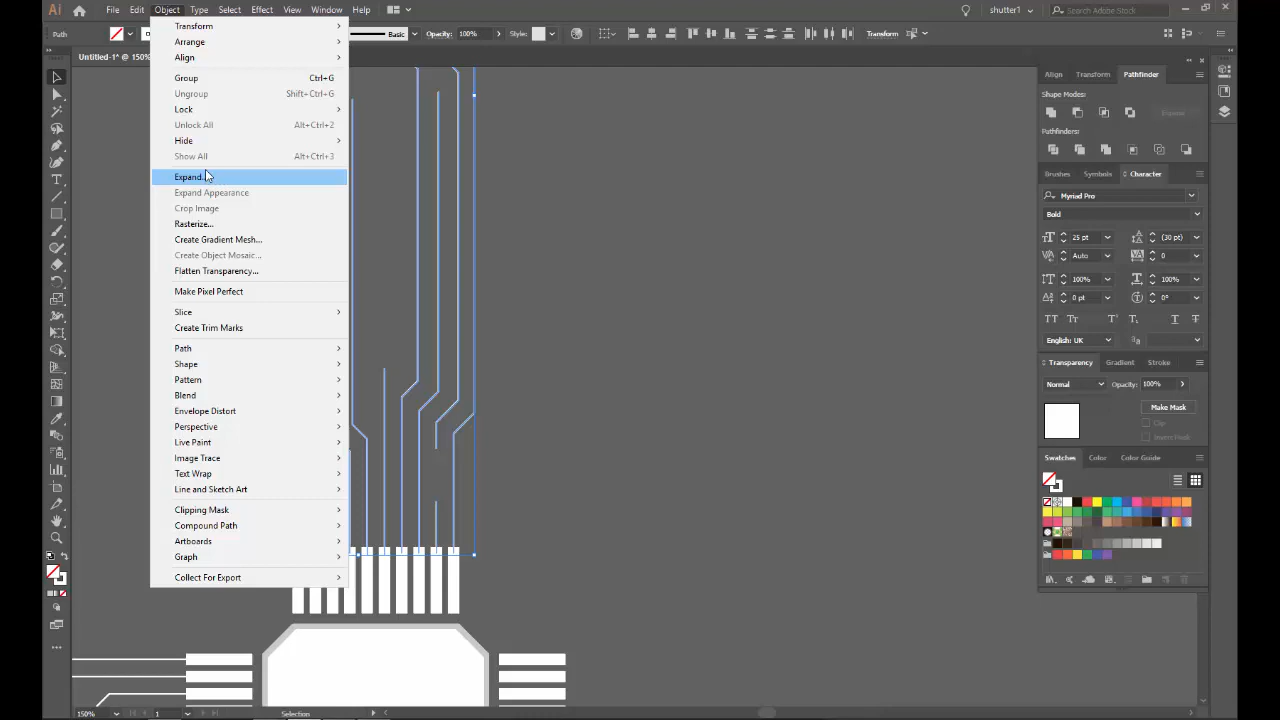 Ai File Edit Object Type Select Effect View Window Help shutter1 Search Adobe Stock
Path Basic Opacity: 100% Style: Transform
Untitled-1* @ 150%
Transform
Arrange
Align
Group Ctrl+G
Ungroup Shift+Ctrl+G
Lock
Unlock All Alt+Ctrl+2
Hide
Show All Alt+Ctrl+3
Expand...
Expand Appearance
Crop Image
Rasterize...
Create Gradient Mesh...
Create Object Mosaic...
Flatten Transparency...
Make Pixel Perfect
Slice
Create Trim Marks
Path
Shape
Pattern
Blend
Envelope Distort
Perspective
Live Paint
Image Trace
Text Wrap
Line and Sketch Art
Clipping Mask
Compound Path
Artboards
Graph
Collect For Export
Align Transform Pathfinder
Shape Modes:
Expand
Pathfinders:
Brushes Symbols Character
Myriad Pro
Bold
25 pt (30 pt)
Auto 0
100% 100%
0 pt 0°
English: UK
Transparency Gradient Stroke
Normal Opacity: 100%
Make Mask
Clip
Invert Mask
Swatches Color Color Guide
150% 1 Selection